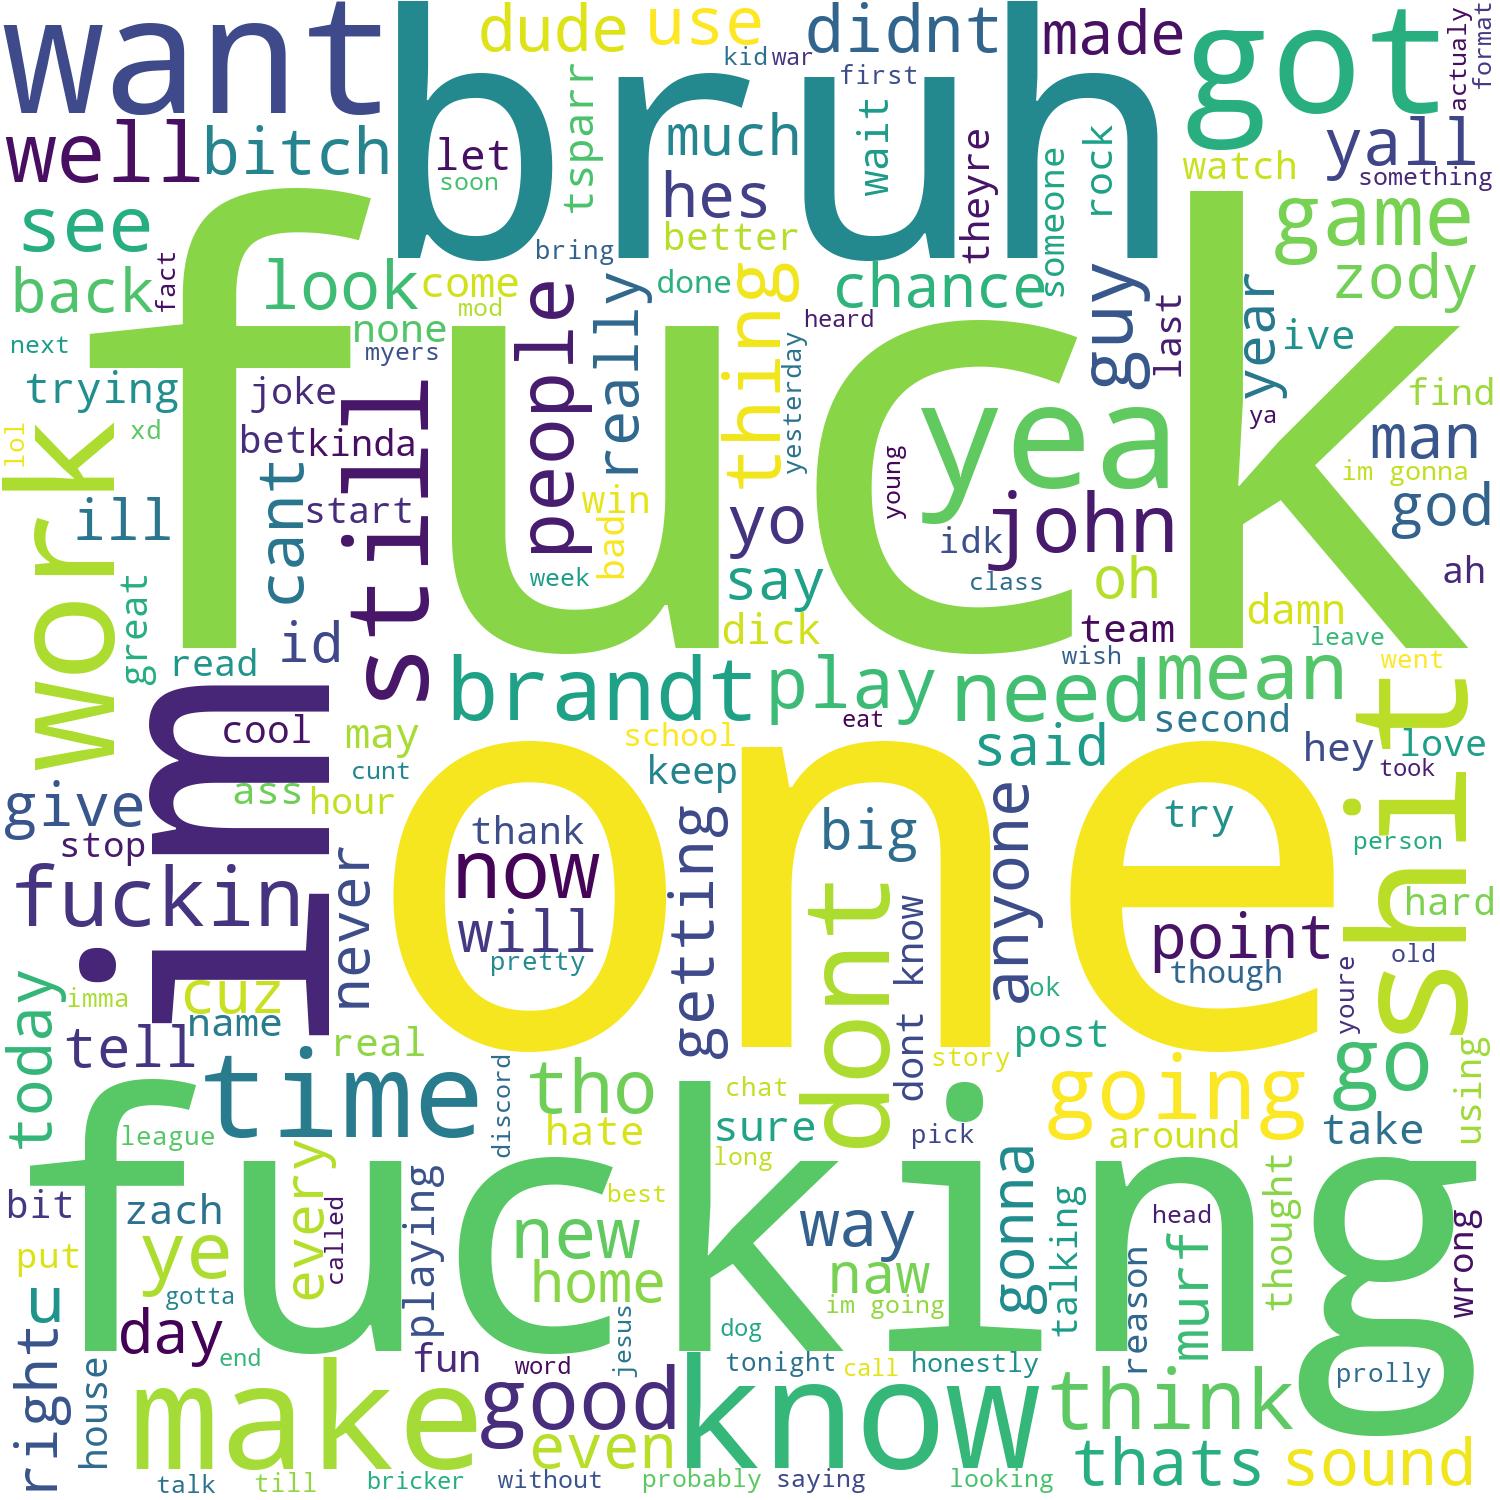 want
bruh
got
dude
use
didnt
made
actualy
format
kid
war
first
well
bitch
let
soon
tsparr
much
wait
theyre
rock
yall
watch
something
see
hes
someone
game
back
fact
fuck
look
come
mod
bring
better
done
chance
zody
next
none
myers
people
really
thing
heard
yesterday
guy
last
year
ive
trying
joke
still
yea
ya
find
lol
work
xd
bet
kinda
man
im gonna
cant
start
win
bad
yo
young
john
idk
ill
god
great
week
say
class
oh
ah
id
dick
team
damn
leave
read
wish
went
im
brandt
play
need
mean
shit
cool
may
school
eat
said
second
hey
love
cunt
keep
took
give
ass
hour
one
thank
now
will
pretty
getting
big
anyone
try
person
stop
fuckin
never
dont
dont know
point
though
hard
old
today
imma
cuz
name
ok
youre
tell
real
post
go
using
time
discord
tho
chat
story
going
league
hate
sure
pick
around
take
long
fucking
bit
zach
every
called
playing
best
new
way
gonna
talking
head
thought
wrong
put
ye
home
naw
im going
reason
murf
right
u
gotta
day
end
jesus
dog
house
fun
word
tonight
call
honestly
prolly
make
good
know
think
even
thats
sound
talk
till
bricker
without
probably
saying
looking